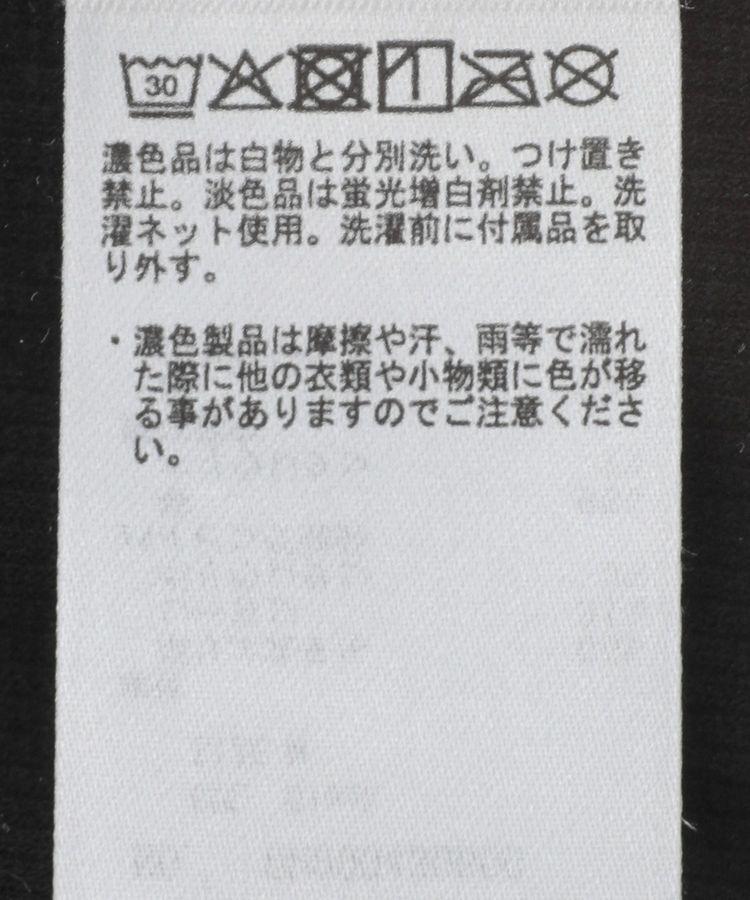 30
濃色品は白物と分別洗い。つけ置き
禁止。淡色品は蛍光増白剤禁止。洗
濯ネット使用。洗濯前に付属品を取
り外す。
・濃色製品は摩擦や汗、雨等で濡れ
た際に他の衣類や小物類に色が移
る事がありますのでご注意くださ
い。